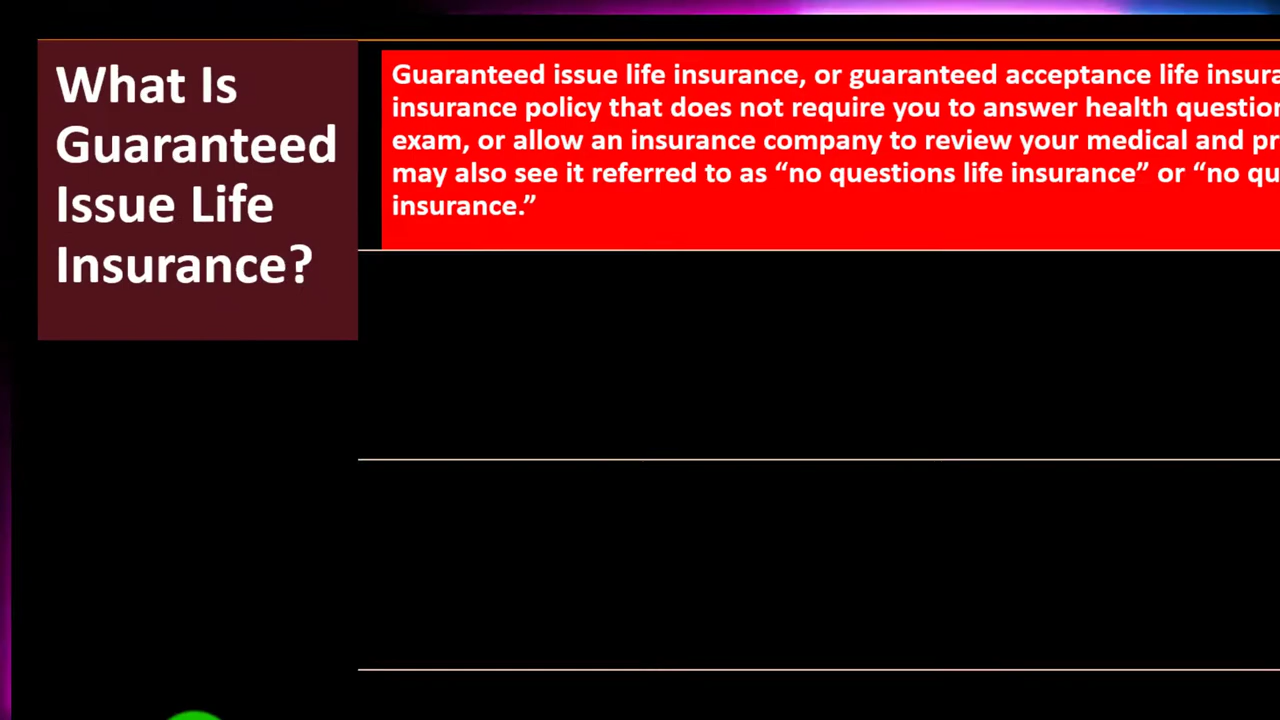 What Is
Guaranteed
Issue Life
Insurance?
Guaranteed issue life insurance, or guaranteed acceptance life
insurance policy that does not require you to answer health
exam, or allow an insurance company to review your medical and
may also see it referred to as “no questions life insurance” or “no
insurance.”